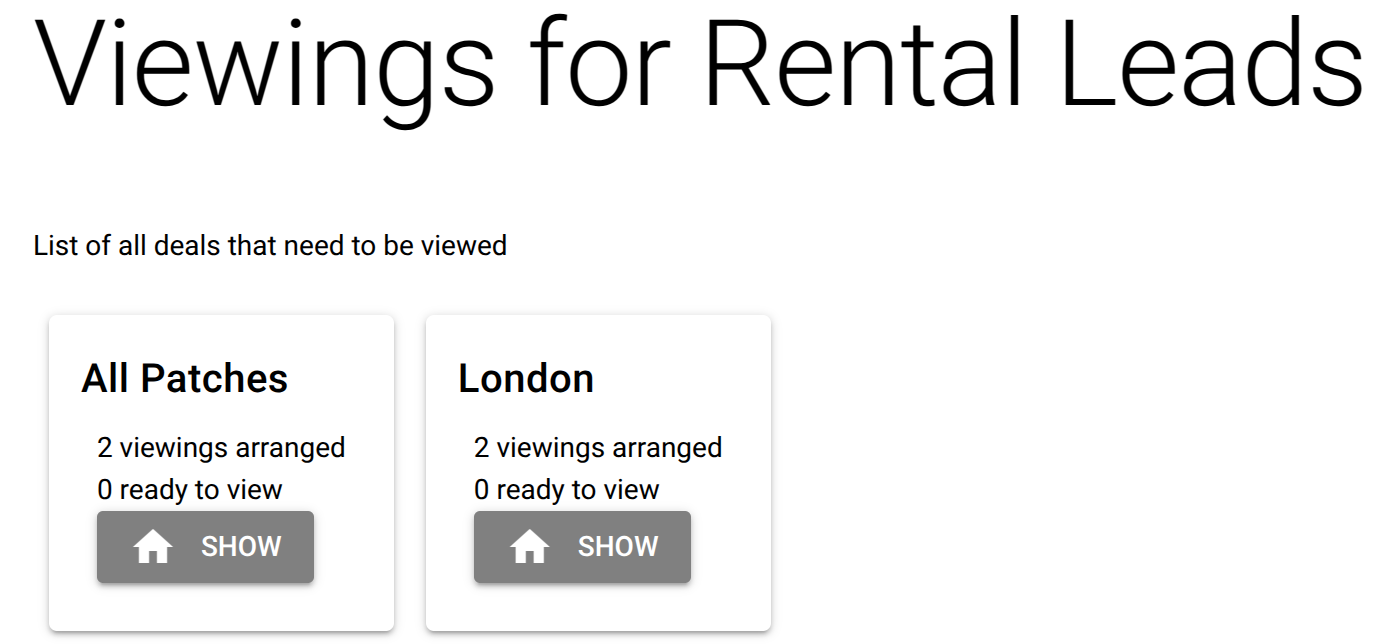 Viewings for Rental Leads
List of all deals that need to be viewed
All Patches
2 viewings arranged
0 ready to view
SHOW
London
2 viewings arranged
0 ready to view
SHOW